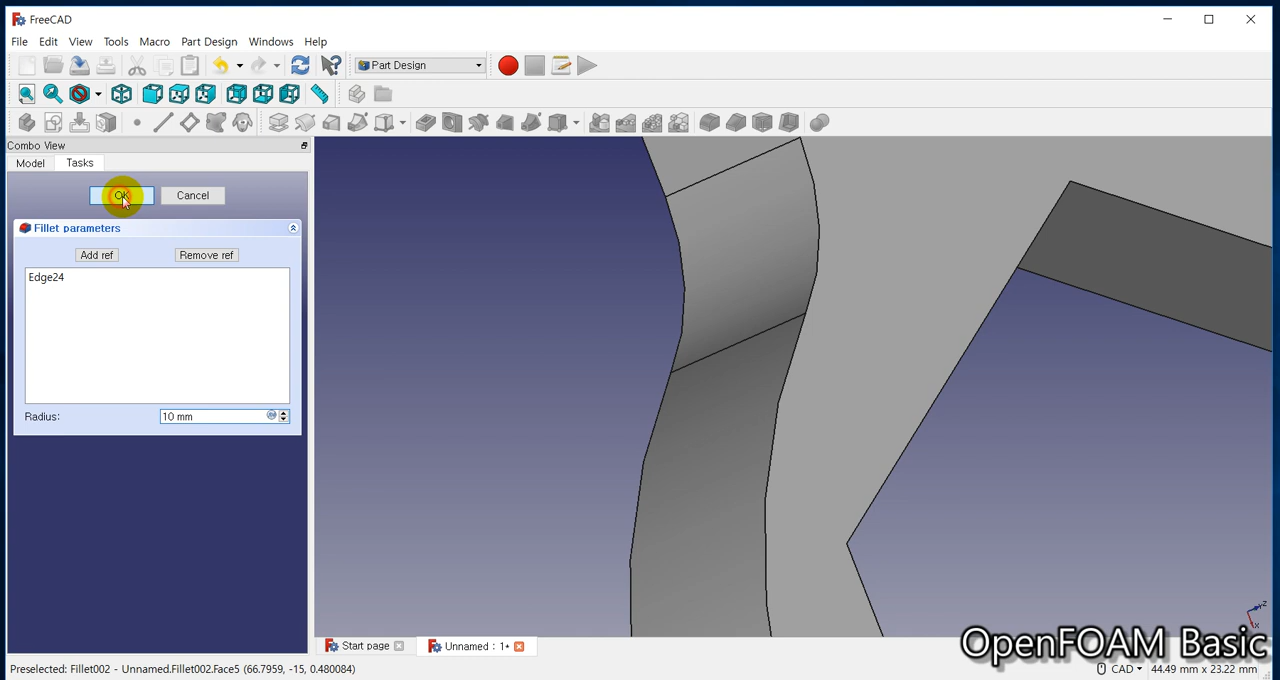 FreeCAD
File Edit View Tools Macro Part Design Windows Help
Part Design
Combo View
Model Tasks
OK Cancel
Fillet parameters
Add ref Remove ref
Edge24
Radius: 10 mm
Start page Unnamed : 1*
OpenFOAM Basic
Preselected: Fillet002 - Unnamed.Fillet002.Face5 (66.7959, -15, 0.480084) CAD 44.49 mm x 23.22 mm